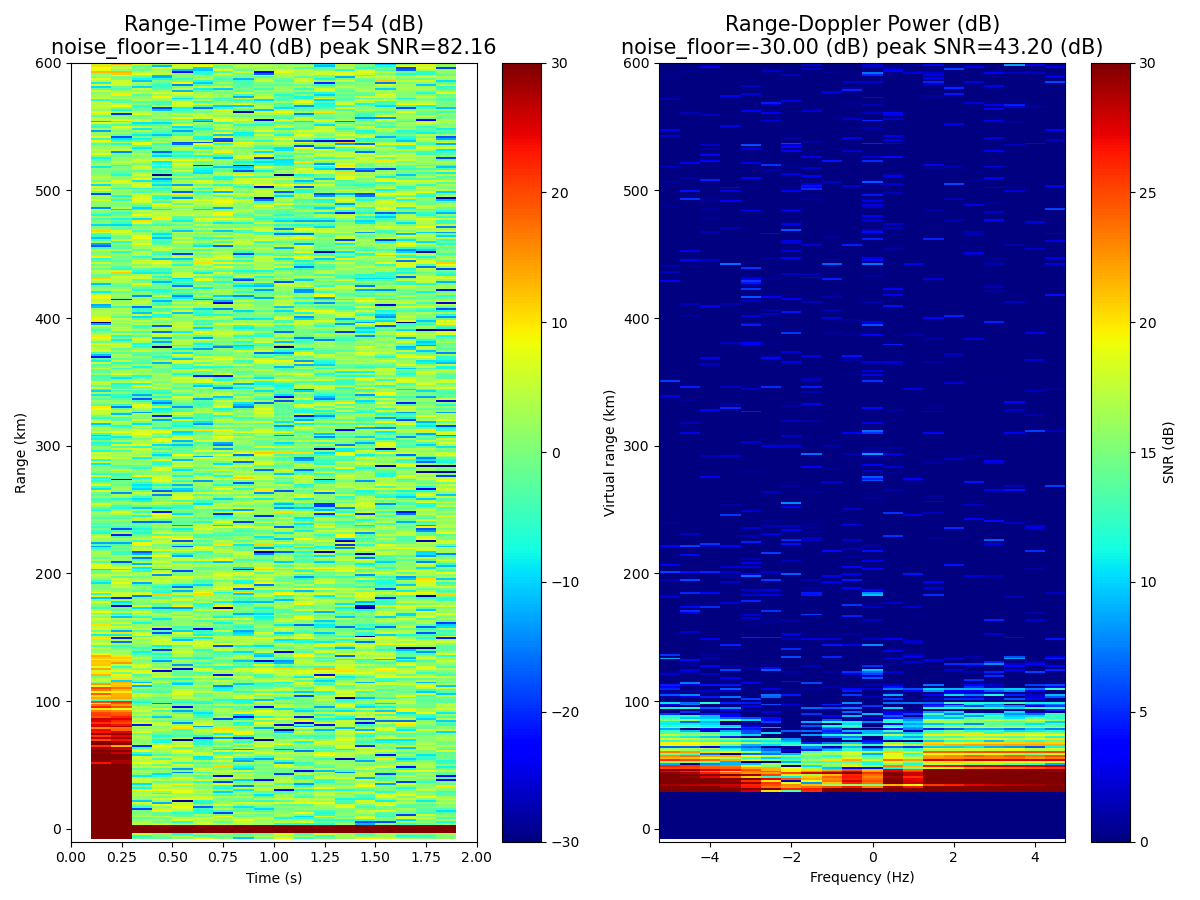 Range-Time Power f=54 (dB)
noise_floor=-114.40 (dB) peak SNR=82.16
600
500
400
300
200
100
0
Range (km)
0.00 0.25 0.50 0.75 1.00 1.25 1.50 1.75 2.00
Time (s)
30
20
10
0
−10
−20
−30
Range-Doppler Power (dB)
noise_floor=-30.00 (dB) peak SNR=43.20 (dB)
600
500
400
300
200
100
0
Virtual range (km)
−4 −2 0 2 4
Frequency (Hz)
30
25
20
15
10
5
0
SNR (dB)